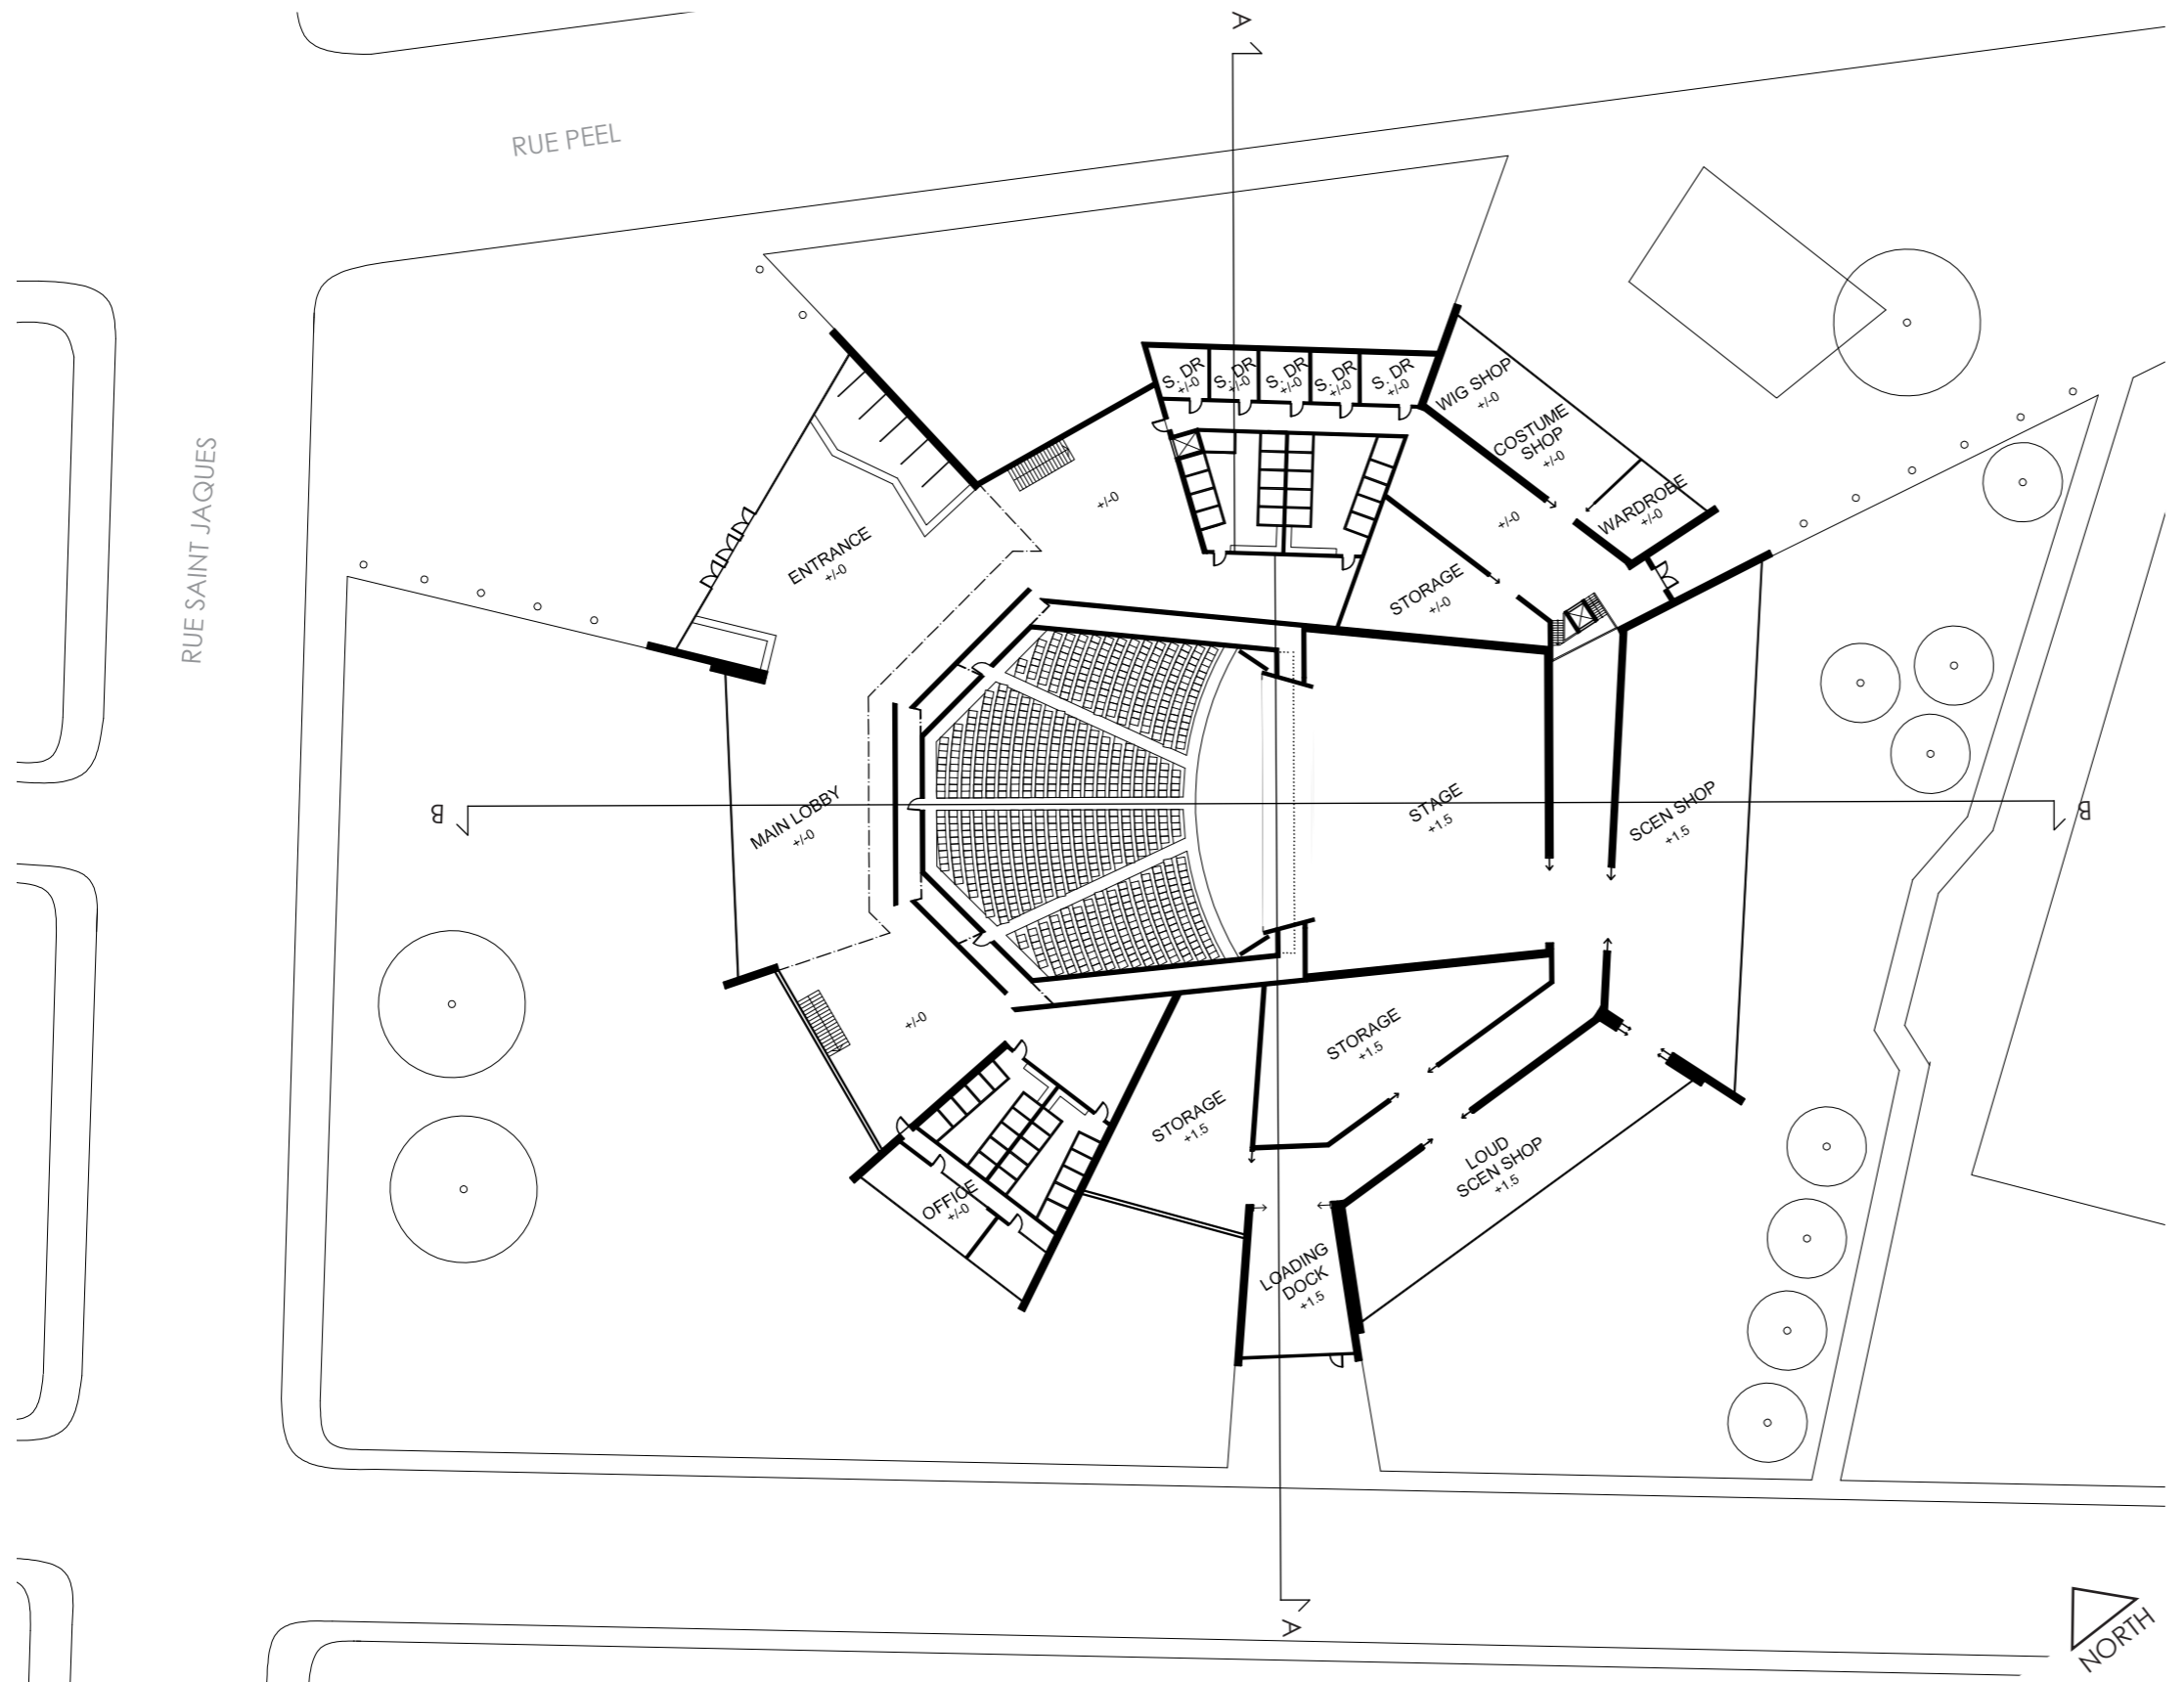 A
RUE PEEL
RUE SAINT JAQUES
S. DR
+/-0
S. DR
+/-0
S. DR
+/-0
S. DR
+/-0
S. DR
+/-0
WIG SHOP
+/-0
COSTUME
SHOP
+/-0
WARDROBE
+/-0
+/-0
+/-0
ENTRANCE
+/-0
STORAGE
+/-0
B
MAIN LOBBY
+/-0
STAGE
+1.5
SCEN SHOP
+1.5
B
+/-0
STORAGE
+1.5
STORAGE
+1.5
LOUD
SCEN SHOP
+1.5
OFFICE
+/-0
LOADING
DOCK
+1.5
A
NORTH